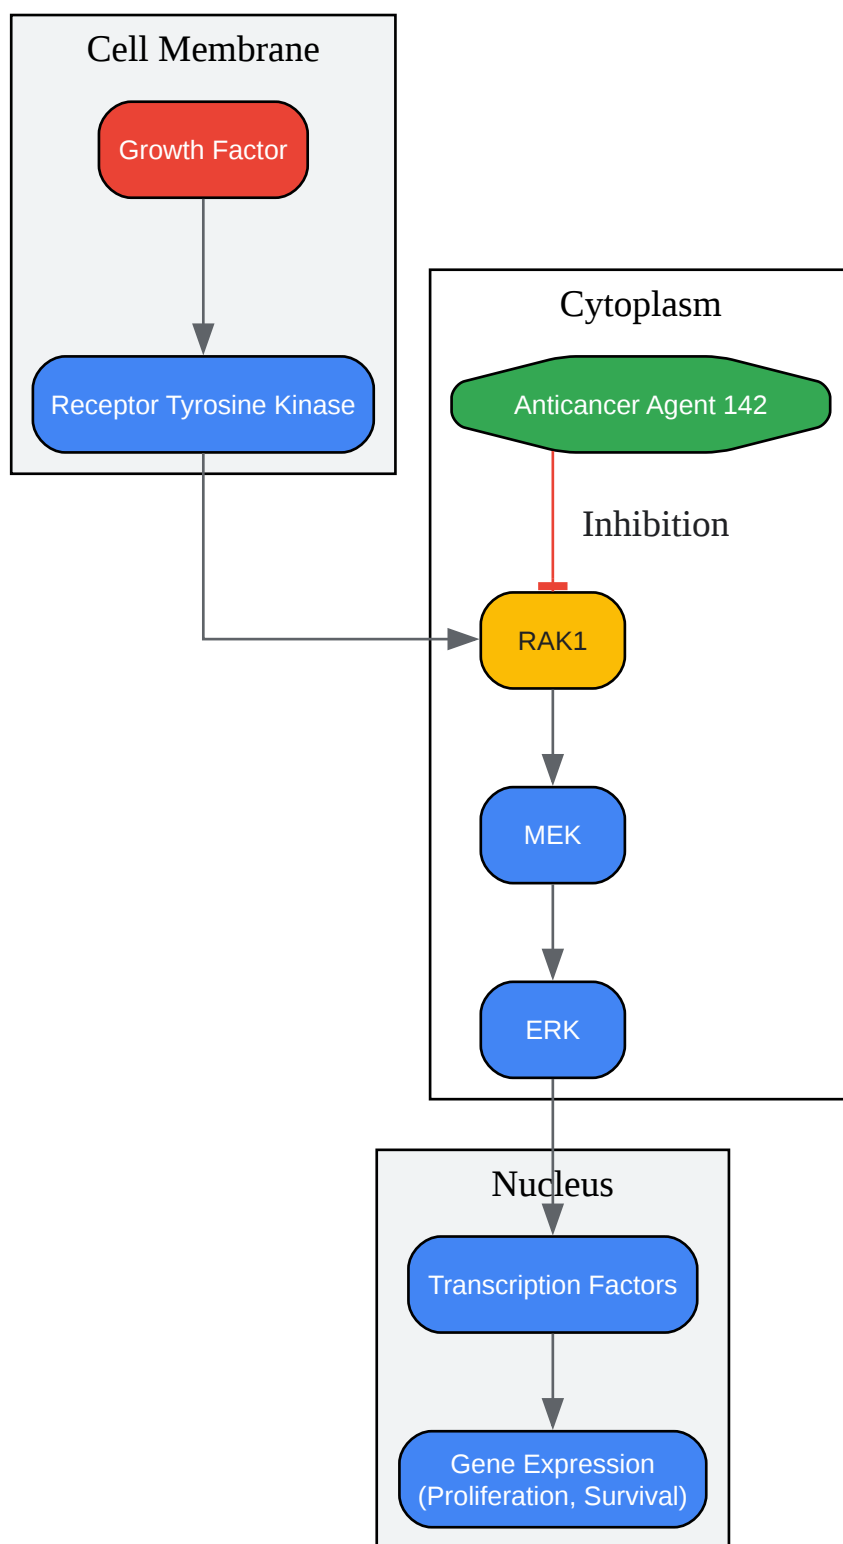 Cell Membrane
Growth Factor
Receptor Tyrosine Kinase
Cytoplasm
Anticancer Agent 142
Inhibition
RAK1
MEK
ERK
Nucleus
Transcription Factors
Gene Expression
(Proliferation, Survival)